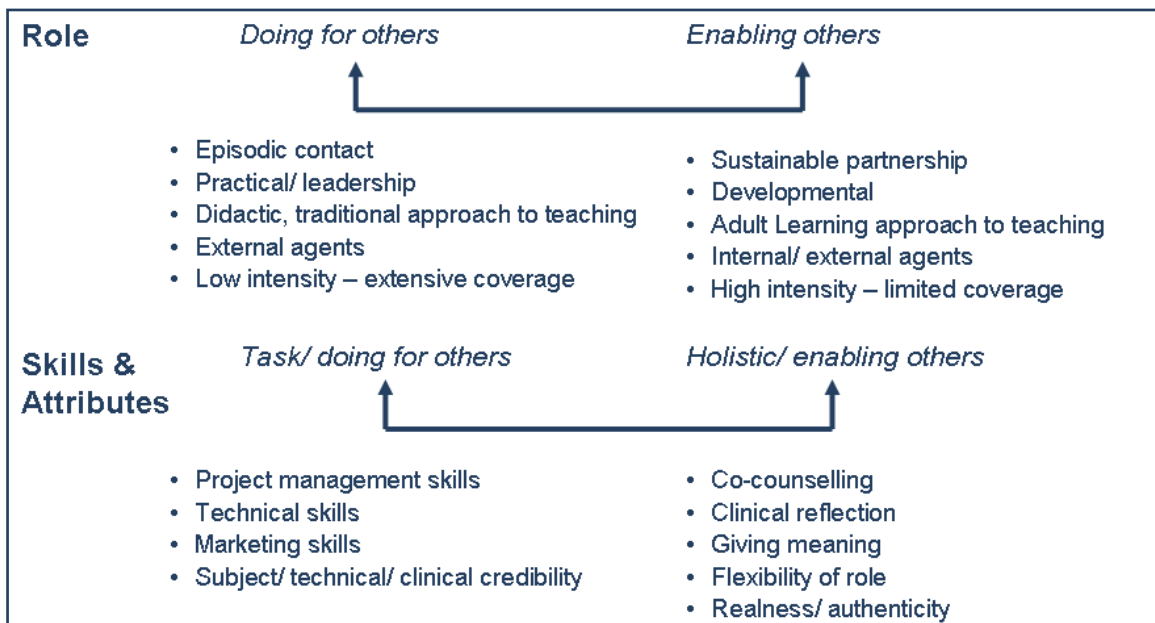 Role
Doing for others
Enabling others
• Episodic contact
• Practical/ leadership
• Didactic, traditional approach to teaching
• External agents
• Low intensity – extensive coverage
• Sustainable partnership
• Developmental
• Adult Learning approach to teaching
• Internal/ external agents
• High intensity – limited coverage
Skills &
Attributes
Task/ doing for others
Holistic/ enabling others
• Project management skills
• Technical skills
• Marketing skills
• Subject/ technical/ clinical credibility
• Co-counselling
• Clinical reflection
• Giving meaning
• Flexibility of role
• Realness/ authenticity